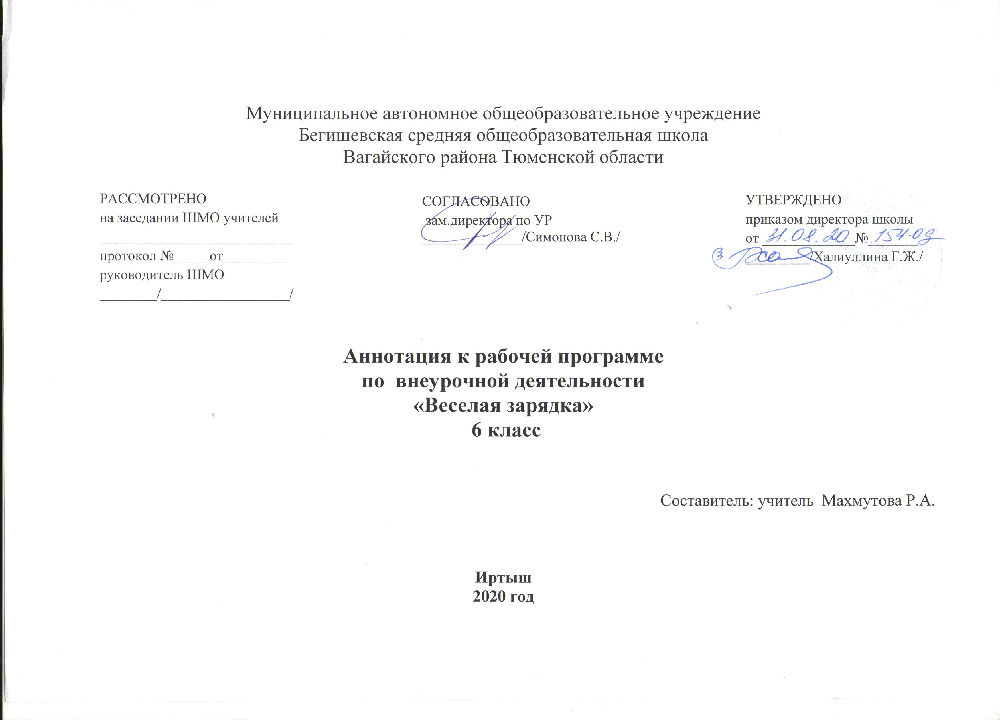 Муниципальное автономное общеобразовательное учреждение
Бегишевская средняя общеобразовательная школа
Вагайского района Тюменской области
РАССМОТРЕНО
на заседании ШМО учителей
___________________________
протокол №_____от_________
руководитель ШМО
________/__________________/
СОГЛАСОВАНО
зам.директора по УР
______________/Симонова С.В./
УТВЕРЖДЕНО
приказом директора школы
от 31.08.20 № 154-од
_________/Халиуллина Г.Ж./
Аннотация к рабочей программе
по внеурочной деятельности
«Веселая зарядка»
6 класс
Составитель: учитель Махмутова Р.А.
Иртыш
2020 год